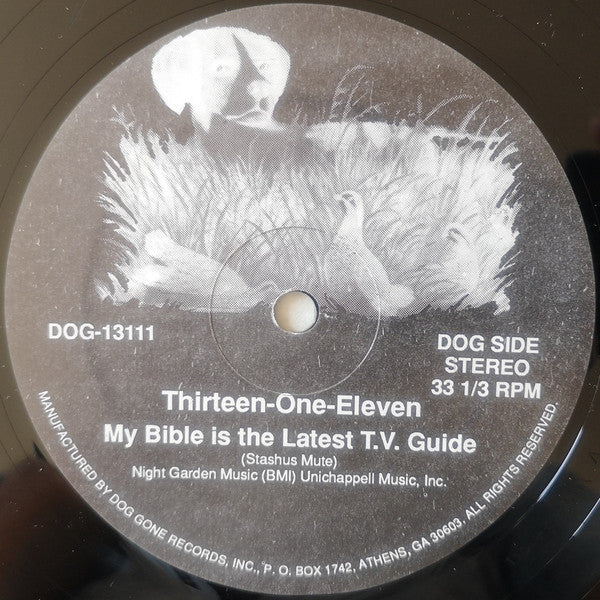 DOG-13111
DOG SIDE
STEREO
33 1/3 RPM
Thirteen-One-Eleven
My Bible is the Latest T.V. Guide
(Stashus Mute)
Night Garden Music (BMI) Unichappell Music, Inc.
MANUFACTURED BY DOG GONE RECORDS, INC., P. O. BOX 1742, ATHENS, GA 30603. ALL RIGHTS RESERVED.